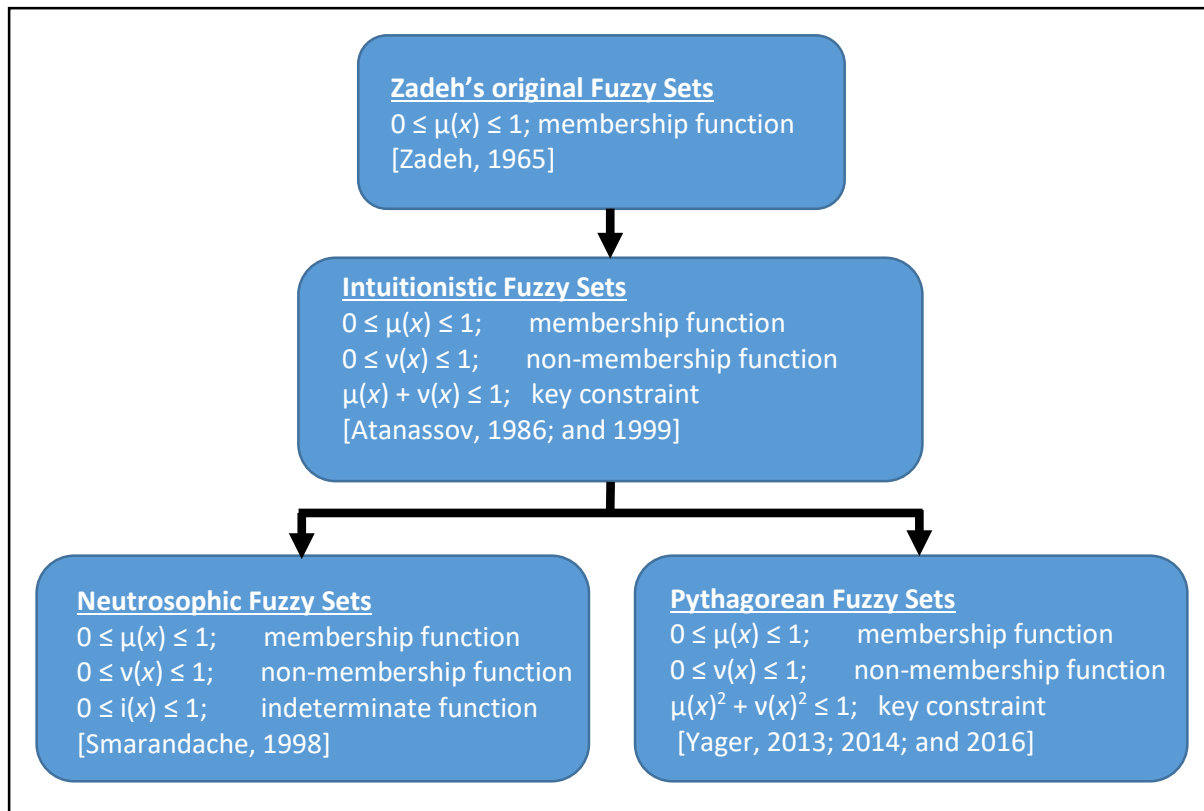 Zadeh’s original Fuzzy Sets
0 ≤ µ(x) ≤ 1; membership function
[Zadeh, 1965]
Intuitionistic Fuzzy Sets
0 ≤ µ(x) ≤ 1; membership function
0 ≤ ν(x) ≤ 1; non-membership function
µ(x) + ν(x) ≤ 1; key constraint
[Atanassov, 1986; and 1999]
Neutrosophic Fuzzy Sets
0 ≤ µ(x) ≤ 1; membership function
0 ≤ ν(x) ≤ 1; non-membership function
0 ≤ i(x) ≤ 1; indeterminate function
[Smarandache, 1998]
Pythagorean Fuzzy Sets
0 ≤ µ(x) ≤ 1; membership function
0 ≤ ν(x) ≤ 1; non-membership function
µ(x)² + ν(x)² ≤ 1; key constraint
[Yager, 2013; 2014; and 2016]